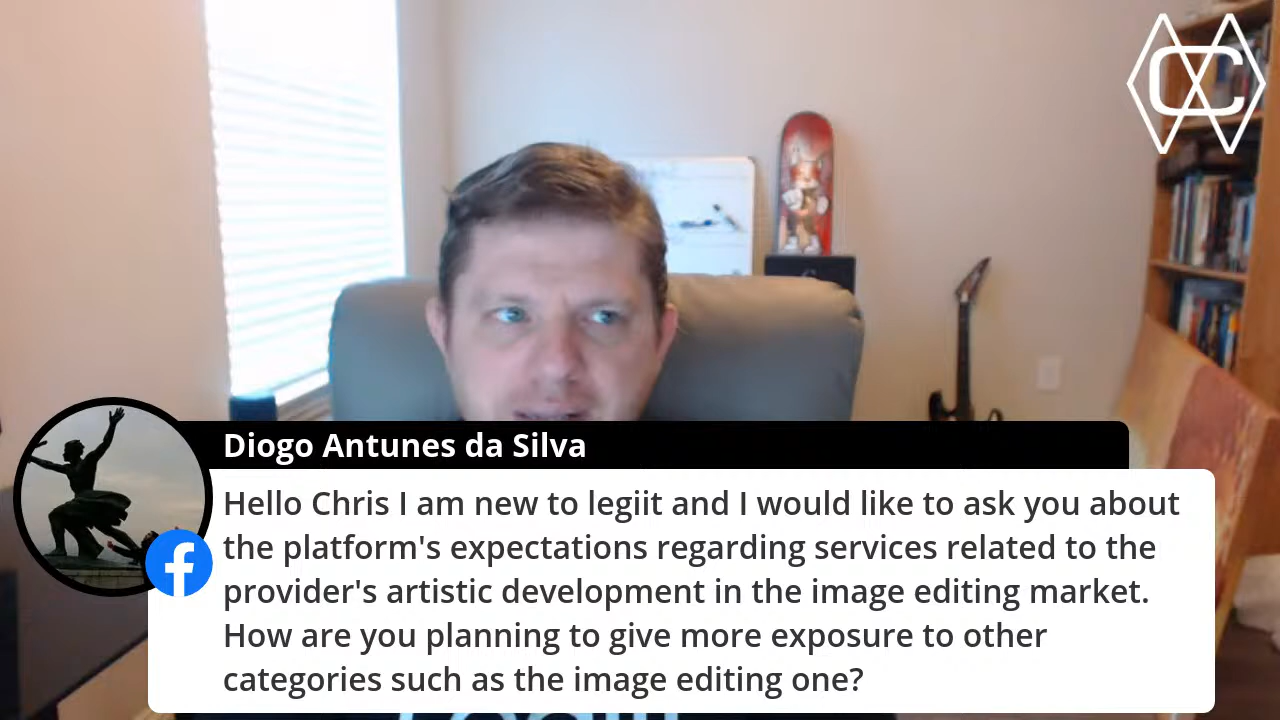 Diogo Antunes da Silva
Hello Chris I am new to legiit and I would like to ask you about
the platform's expectations regarding services related to the
provider's artistic development in the image editing market.
How are you planning to give more exposure to other
categories such as the image editing one?